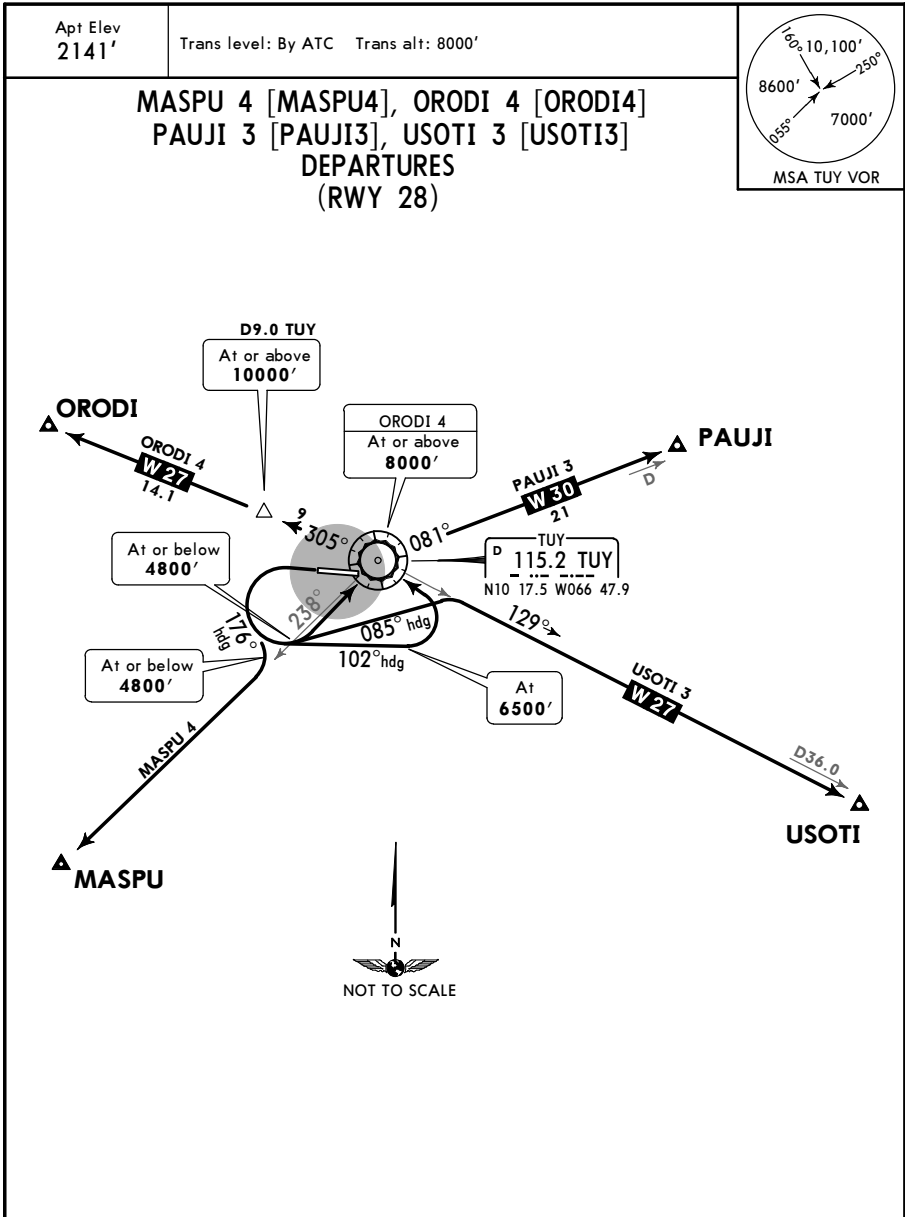 Apt Elev
2141'
Trans level: By ATC Trans alt: 8000'
160°
10,100'
250°
8600'
055°
7000'
MSA TUY VOR
MASPU 4 [MASPU4], ORODI 4 [ORODI4]
PAUJI 3 [PAUJI3], USOTI 3 [USOTI3]
DEPARTURES
(RWY 28)
D9.0 TUY
At or above
10000'
ORODI
ORODI 4
W 27
14.1
ORODI 4
At or above
8000'
PAUJI
PAUJI 3
W 30
21
D
9
305°
081°
TUY
D 115.2 TUY
N10 17.5 W066 47.9
At or below
4800'
238°
176°
hdg
085° hdg
102° hdg
129°
At or below
4800'
At
6500'
USOTI 3
W 27
MASPU 4
D36.0
USOTI
MASPU
N
NOT TO SCALE